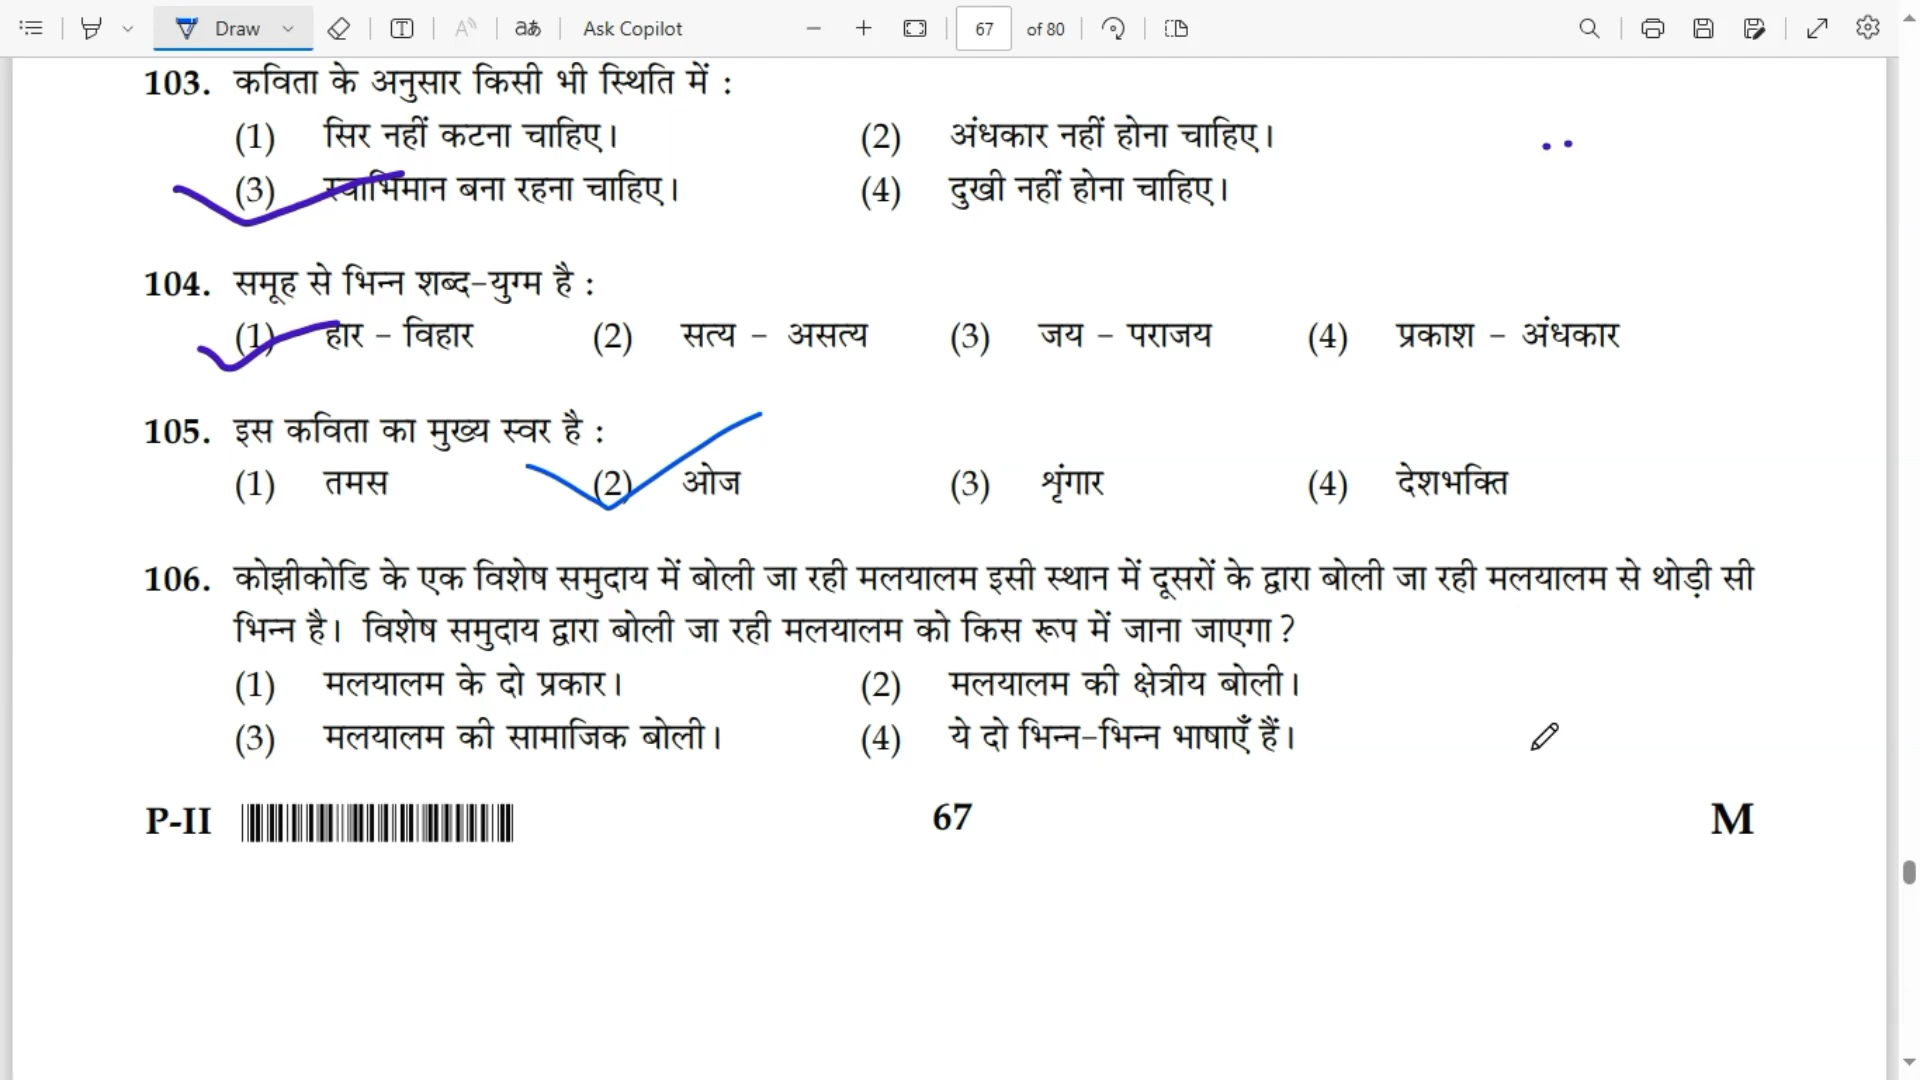 Draw aあ Ask Copilot 67 of 80
103. कविता के अनुसार किसी भी स्थिति में :
(1) सिर नहीं कटना चाहिए। (2) अंधकार नहीं होना चाहिए।
(3) स्वाभिमान बना रहना चाहिए। (4) दुखी नहीं होना चाहिए।
104. समूह से भिन्न शब्द-युग्म है :
(1) हार - विहार (2) सत्य - असत्य (3) जय - पराजय (4) प्रकाश - अंधकार
105. इस कविता का मुख्य स्वर है :
(1) तमस (2) ओज (3) शृंगार (4) देशभक्ति
106. कोझीकोडि के एक विशेष समुदाय में बोली जा रही मलयालम इसी स्थान में दूसरों के द्वारा बोली जा रही मलयालम से थोड़ी सी
भिन्न है। विशेष समुदाय द्वारा बोली जा रही मलयालम को किस रूप में जाना जाएगा ?
(1) मलयालम के दो प्रकार। (2) मलयालम की क्षेत्रीय बोली।
(3) मलयालम की सामाजिक बोली। (4) ये दो भिन्न-भिन्न भाषाएँ हैं।
P-II 67 M